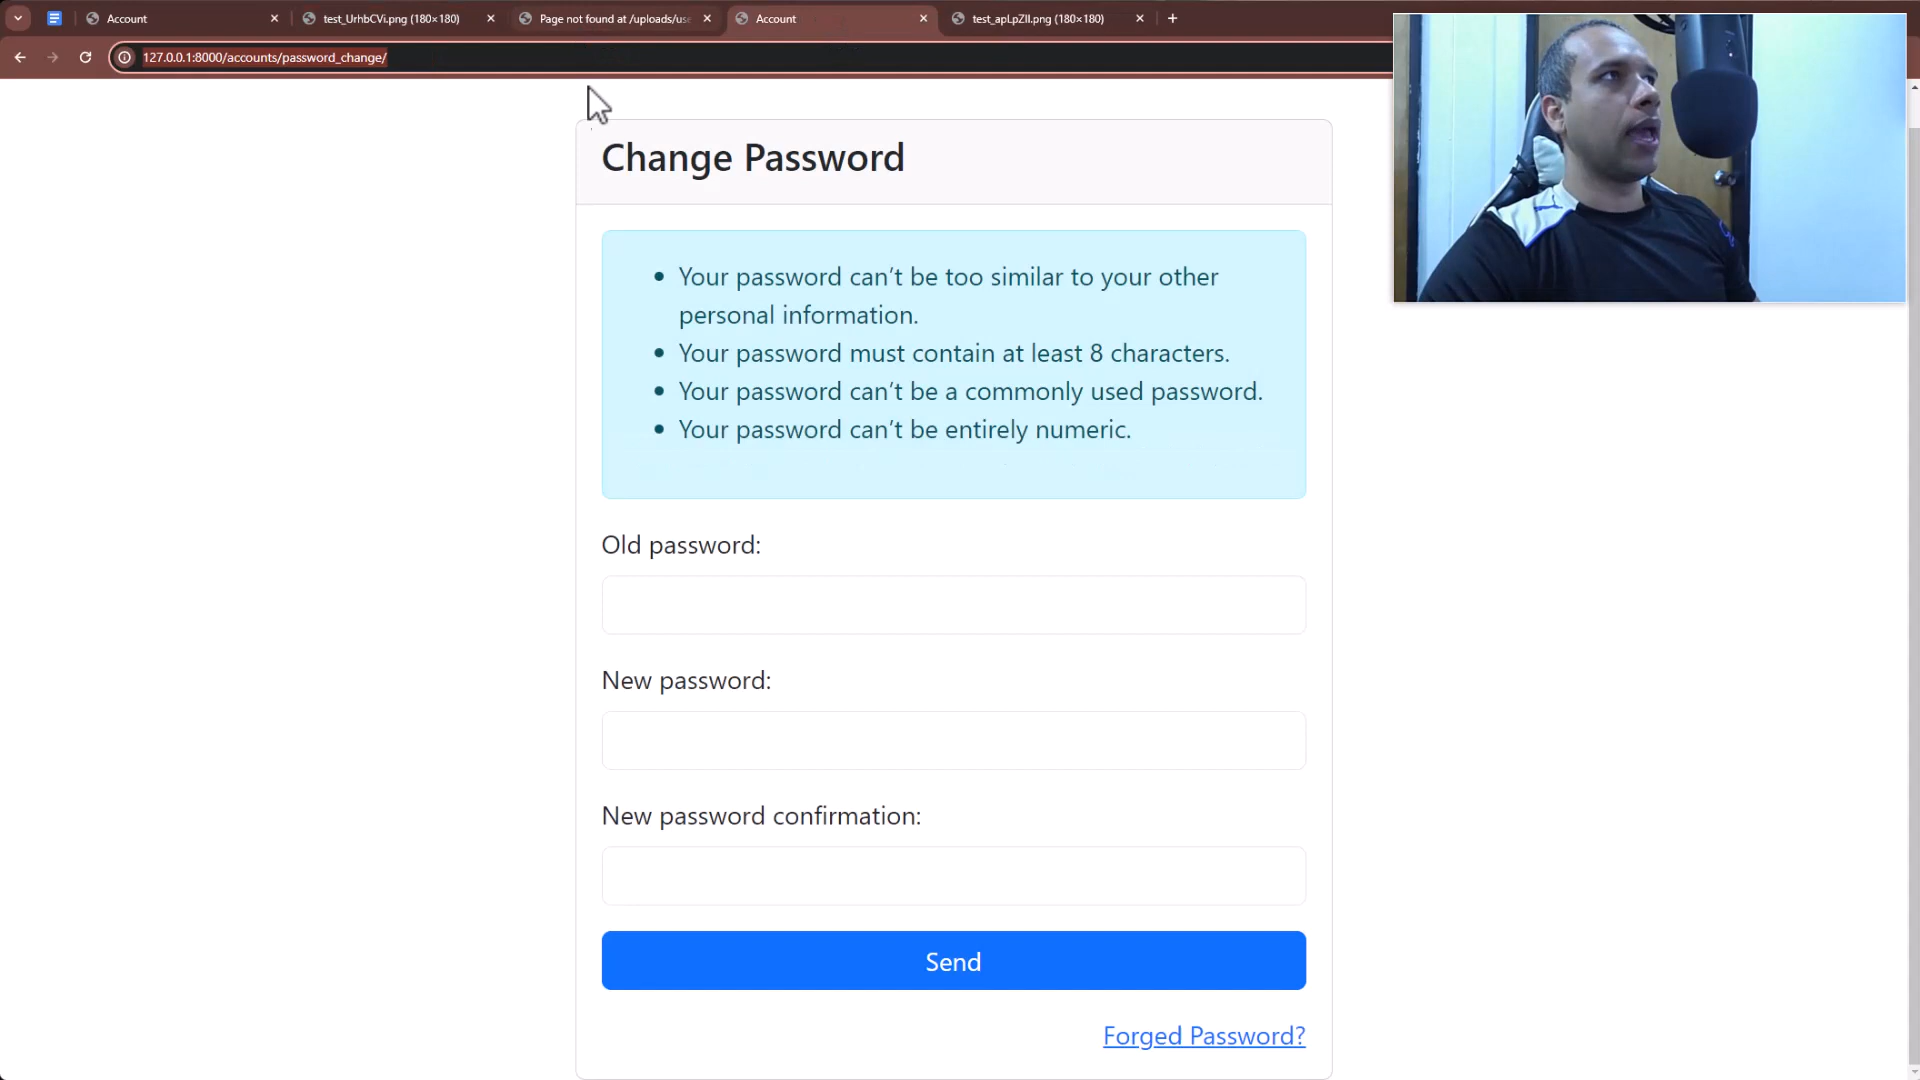 Account
test_UrhbCVi.png (180×180)
Page not found at /uploads/use
Account
test_apLpZIl.png (180×180)
127.0.0.1:8000/accounts/password_change/
Change Password
Your password can’t be too similar to your other
personal information.
Your password must contain at least 8 characters.
Your password can’t be a commonly used password.
Your password can’t be entirely numeric.
Old password:
New password:
New password confirmation:
Send
Forged Password?